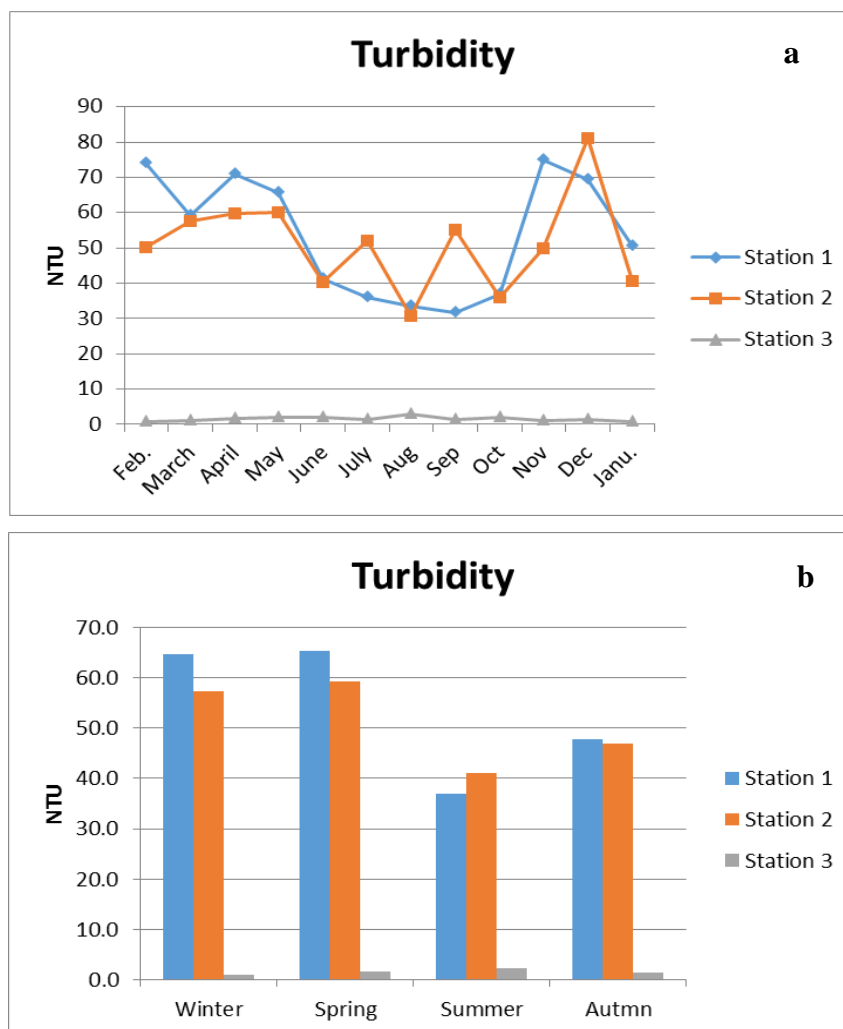 Turbidity
a
90
80
70
60
50
40
30
20
10
0
NTU
Feb.
March
April
May
June
July
Aug
Sep
Oct
Nov
Dec
Janu.
Station 1
Station 2
Station 3
Turbidity
b
70.0
60.0
50.0
40.0
30.0
20.0
10.0
0.0
NTU
Winter
Spring
Summer
Autmn
Station 1
Station 2
Station 3